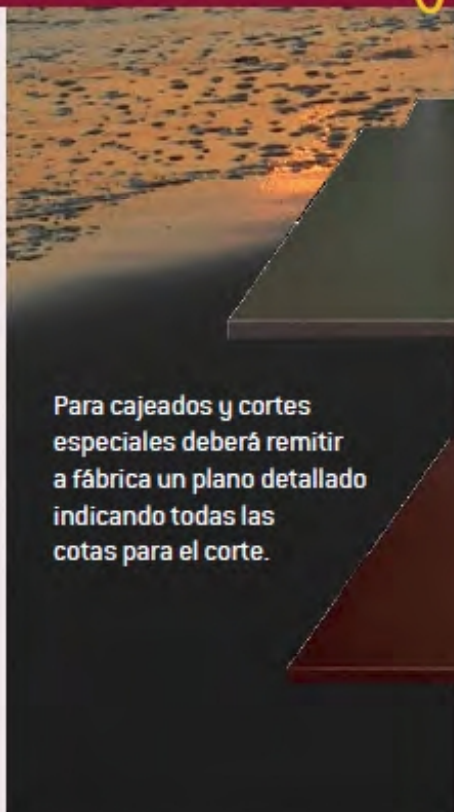 Para cajeados y cortes
especiales deberá remitir
a fábrica un plano detallado
indicando todas las
cotas para el corte.